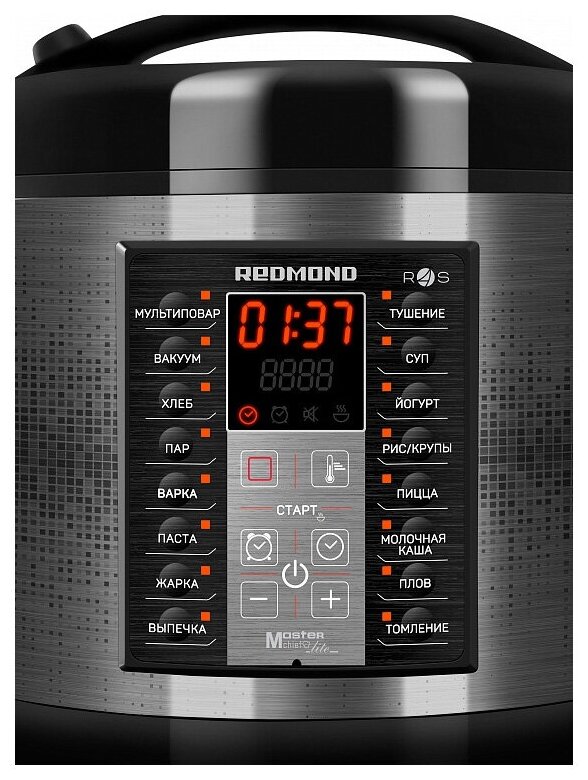 REDMOND
R4S
МУЛЬТИПОВАР
ВАКУУМ
ХЛЕБ
ПАР
ВАРКА
ПАСТА
ЖАРКА
ВЫПЕЧКА
01:37
8888
СТАРТ
Master
chief
lite
ТУШЕНИЕ
СУП
ЙОГУРТ
РИС/КРУПЫ
ПИЦЦА
МОЛОЧНАЯ
КАША
ПЛОВ
ТОМЛЕНИЕ